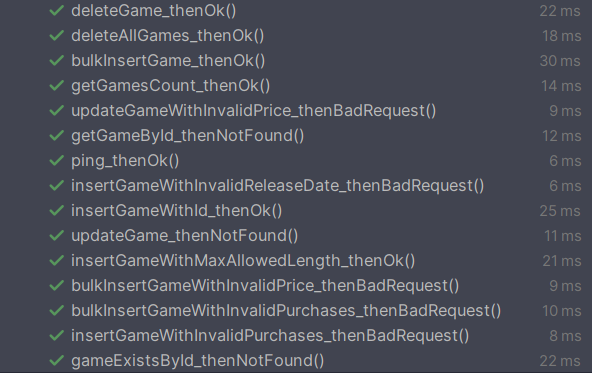 deleteGame_thenOk() 22 ms
deleteAllGames_thenOk() 18 ms
bulkInsertGame_thenOk() 30 ms
getGamesCount_thenOk() 14 ms
updateGameWithInvalidPrice_thenBadRequest() 9 ms
getGameById_thenNotFound() 12 ms
ping_thenOk() 6 ms
insertGameWithInvalidReleaseDate_thenBadRequest() 6 ms
insertGameWithId_thenOk() 25 ms
updateGame_thenNotFound() 11 ms
insertGameWithMaxAllowedLength_thenOk() 21 ms
bulkInsertGameWithInvalidPrice_thenBadRequest() 9 ms
bulkInsertGameWithInvalidPurchases_thenBadRequest() 10 ms
insertGameWithInvalidPurchases_thenBadRequest() 8 ms
gameExistsById_thenNotFound() 22 ms